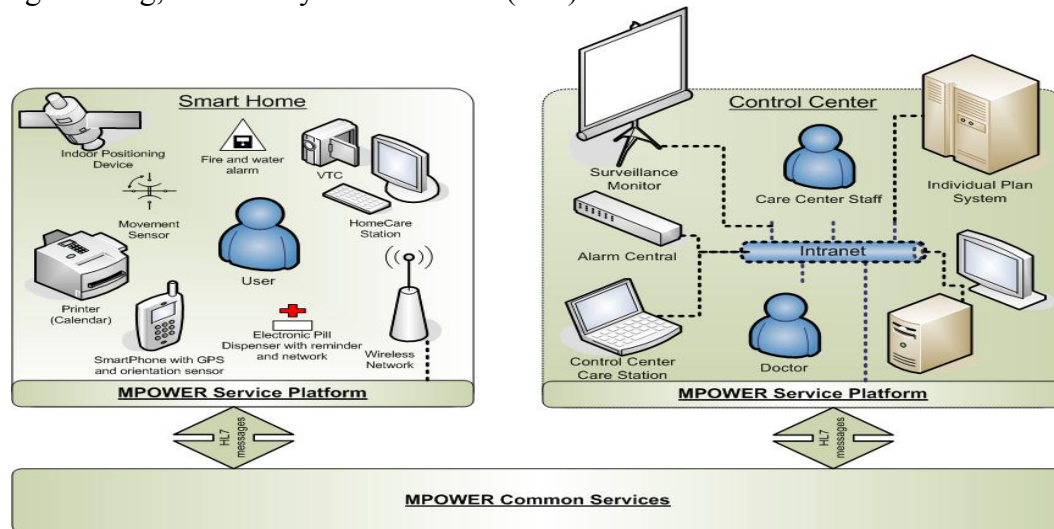 Smart Home
Indoor Positioning
Device
Fire and water
alarm
VTC
HomeCare
Station
Movement
Sensor
User
Printer
(Calendar)
SmartPhone with GPS
and orientation sensor
Electronic Pill
Dispenser with reminder
and network
Wireless
Network
MPOWER Service Platform
HL7
messages
Control Center
Surveillance
Monitor
Care Center Staff
Individual Plan
System
Alarm Central
Intranet
Control Center
Care Station
Doctor
MPOWER Service Platform
HL7
messages
MPOWER Common Services